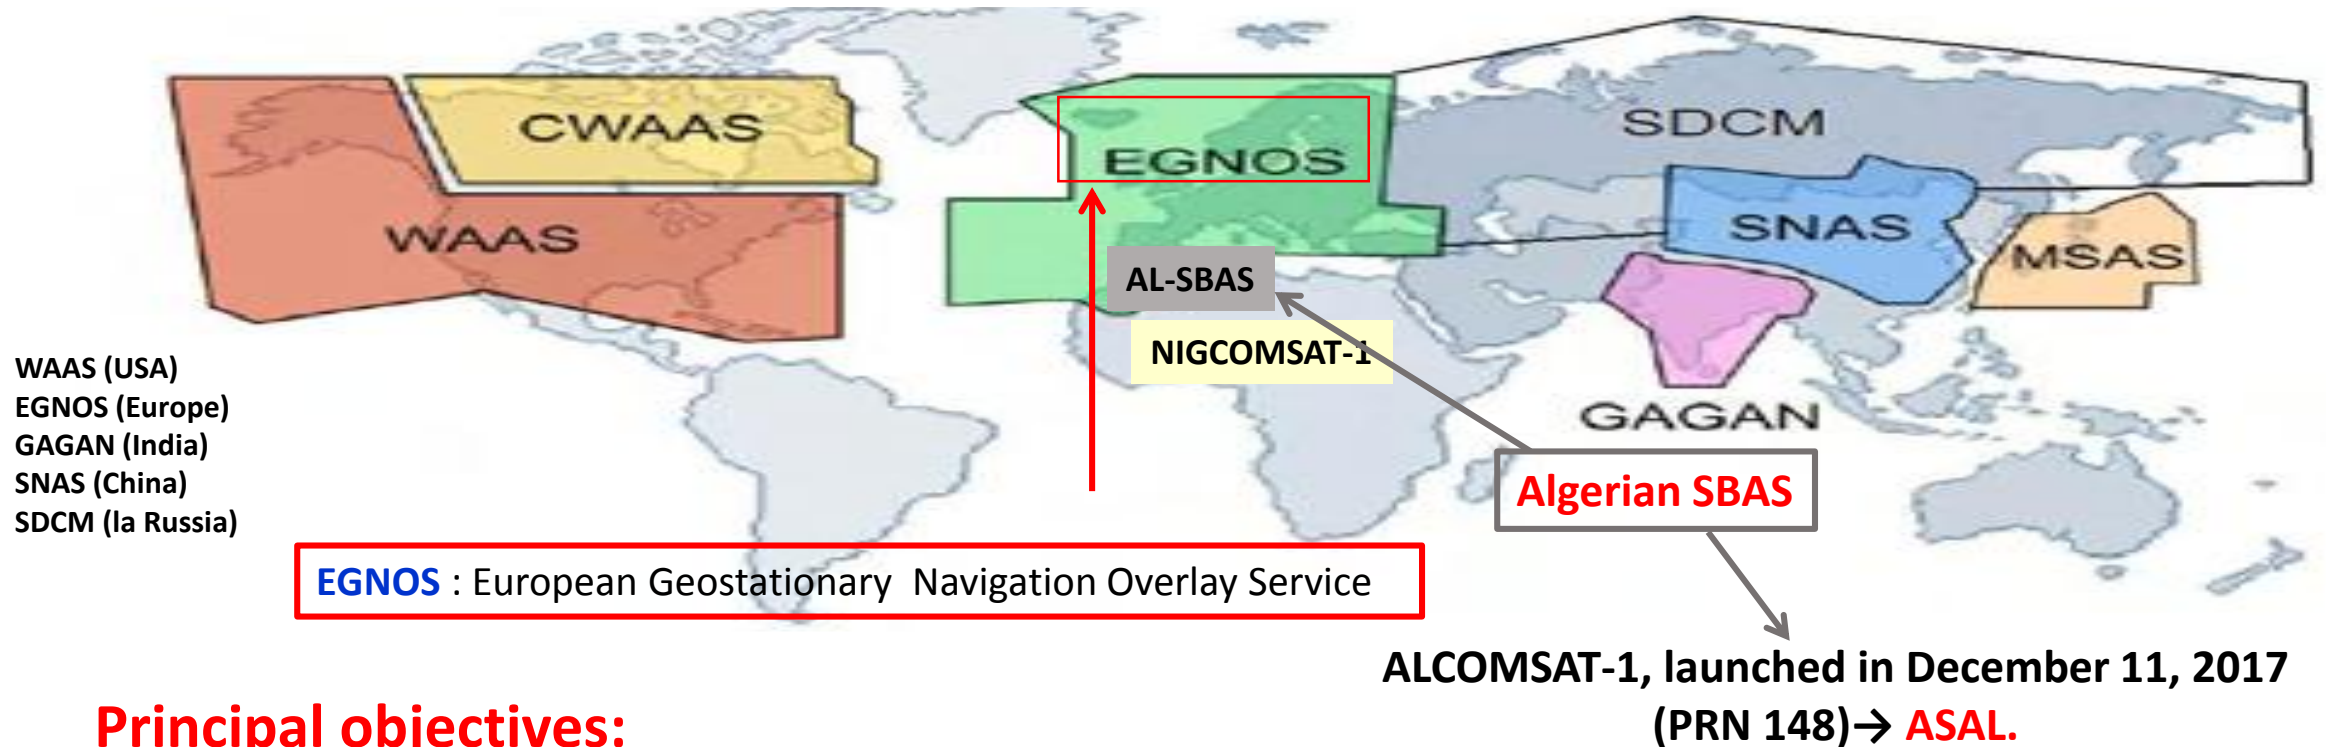 CWAAS
SDCM
EGNOS
WAAS
SNAS
MSAS
AL-SBAS
NIGCOMSAT-1
GAGAN
WAAS (USA)
EGNOS (Europe)
GAGAN (India)
SNAS (China)
SDCM (la Russia)
Algerian SBAS
EGNOS : European Geostationary Navigation Overlay Service
ALCOMSAT-1, launched in December 11, 2017
(PRN 148)→ ASAL.
Principal objectives: